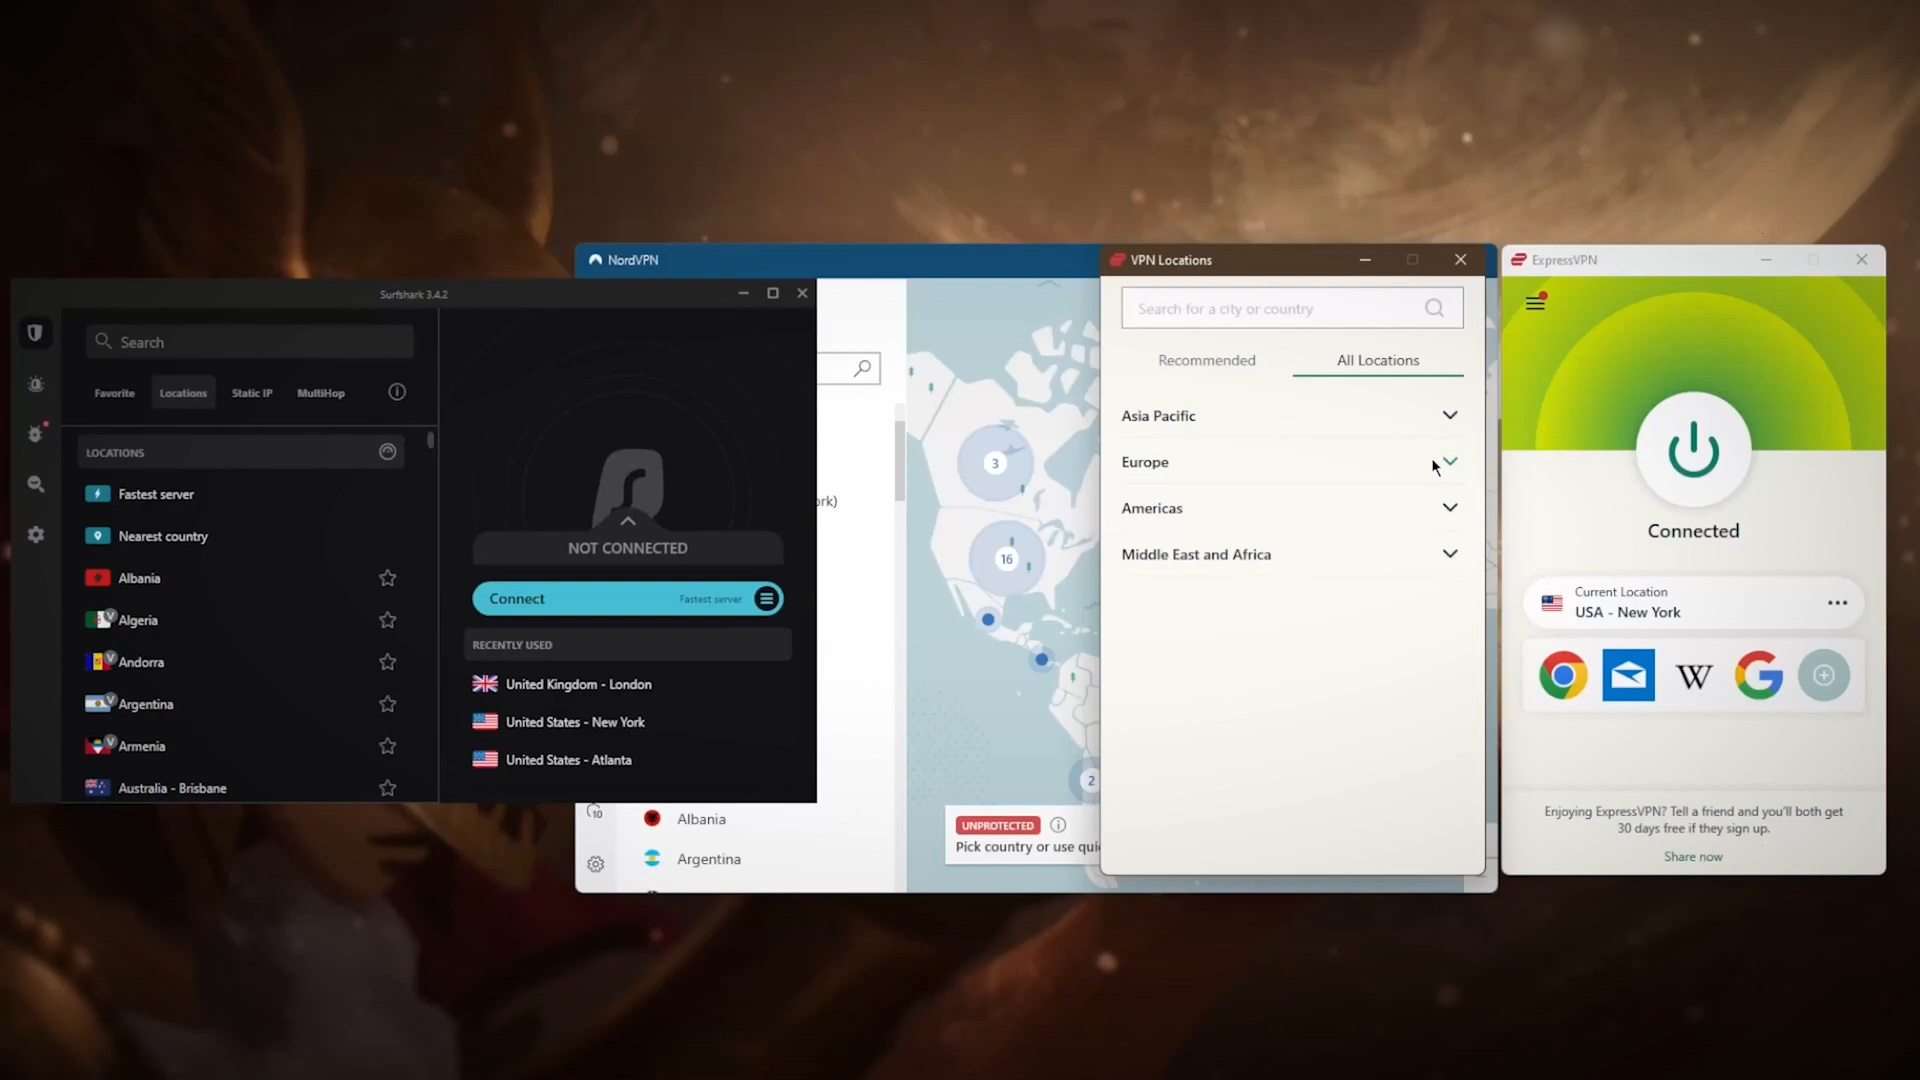 Surfshark 3.4.2
Search
Favorite
Locations
Static IP
MultiHop
LOCATIONS
Fastest server
Nearest country
Albania
Algeria
Andorra
Argentina
Armenia
Australia - Brisbane
NOT CONNECTED
Connect
Fastest server
RECENTLY USED
United Kingdom - London
United States - New York
United States - Atlanta
NordVPN
ork)
3
16
2
10
Albania
Argentina
UNPROTECTED
Pick country or use qui
VPN Locations
Search for a city or country
Recommended
All Locations
Asia Pacific
Europe
Americas
Middle East and Africa
ExpressVPN
Connected
Current Location
USA - New York
W
G
Enjoying ExpressVPN? Tell a friend and you'll both get
30 days free if they sign up.
Share now